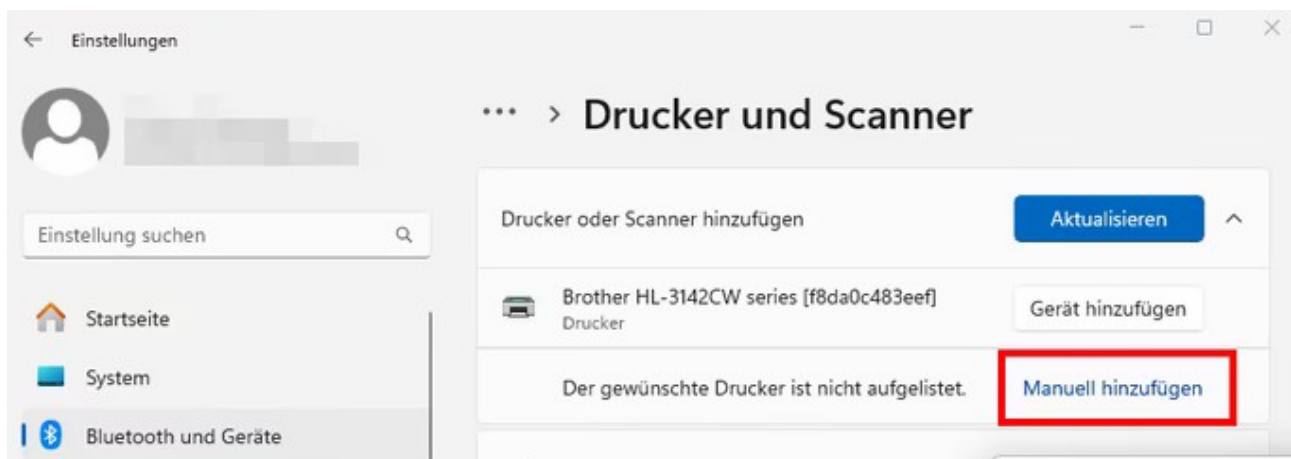 Einstellungen
Drucker und Scanner
Einstellung suchen
Startseite
System
Bluetooth und Geräte
Drucker oder Scanner hinzufügen
Aktualisieren
Brother HL-3142CW series [f8da0c483eef]
Drucker
Gerät hinzufügen
Der gewünschte Drucker ist nicht aufgelistet.
Manuell hinzufügen